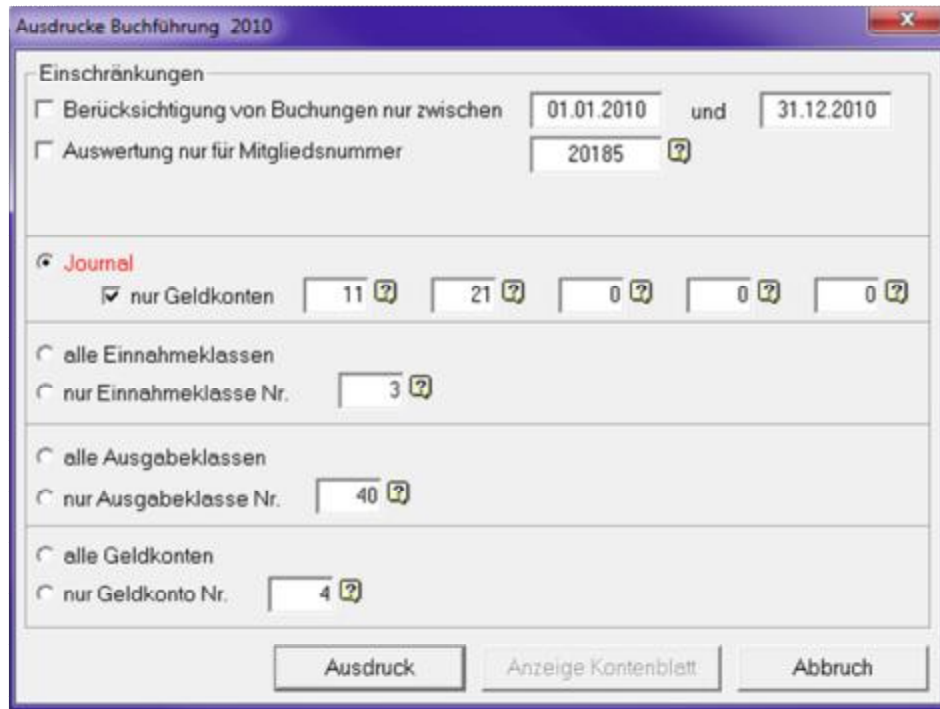 Ausdrucke Buchführung 2010
Einschränkungen
Berücksichtigung von Buchungen nur zwischen 01.01.2010 und 31.12.2010
Auswertung nur für Mitgliedsnummer 20185 ?
Journal
nur Geldkonten 11 ? 21 ? 0 ? 0 ? 0 ?
alle Einnahmeklassen
nur Einnahmeklasse Nr. 3 ?
alle Ausgabeklassen
nur Ausgabeklasse Nr. 40 ?
alle Geldkonten
nur Geldkonto Nr. 4 ?
Ausdruck Anzeige Kontenblatt Abbruch